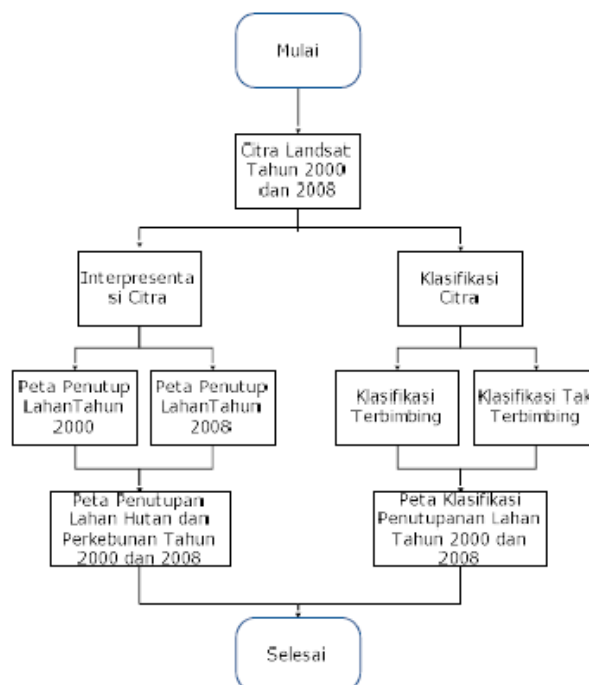 Mulai
Citra Landsat
Tahun 2000
dan 2008
Interpresenta
si Citra
Klasifikasi
Citra
Peta Penutup
LahanTahun
2000
Peta Penutup
LahanTahun
2008
Klasifikasi
Terbimbing
Klasifikasi Tak
Terbimbing
Peta Penutupan
Lahan Hutan dan
Perkebunan Tahun
2000 dan 2008
Peta Klasifikasi
Penutupanan Lahan
Tahun 2000 dan
2008
Selesai